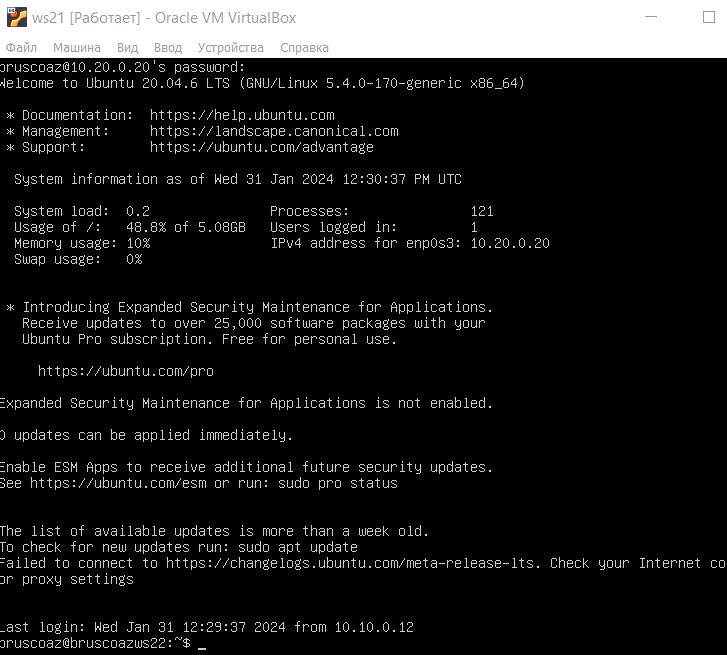 ws21 [Работает] - Oracle VM VirtualBox
Файл Машина Вид Ввод Устройства Справка
bruscoaz@10.20.0.20's password:
Welcome to Ubuntu 20.04.6 LTS (GNU/Linux 5.4.0-170-generic x86_64)
* Documentation: https://help.ubuntu.com
* Management: https://landscape.canonical.com
* Support: https://ubuntu.com/advantage
System information as of Wed 31 Jan 2024 12:30:37 PM UTC
System load: 0.2 Processes: 121
Usage of /: 48.8% of 5.08GB Users logged in: 1
Memory usage: 10% IPv4 address for enp0s3: 10.20.0.20
Swap usage: 0%
* Introducing Expanded Security Maintenance for Applications.
Receive updates to over 25,000 software packages with your
Ubuntu Pro subscription. Free for personal use.
https://ubuntu.com/pro
Expanded Security Maintenance for Applications is not enabled.
0 updates can be applied immediately.
Enable ESM Apps to receive additional future security updates.
See https://ubuntu.com/esm or run: sudo pro status
The list of available updates is more than a week old.
To check for new updates run: sudo apt update
Failed to connect to https://changelogs.ubuntu.com/meta-release-lts. Check your Internet co
or proxy settings
Last login: Wed Jan 31 12:29:37 2024 from 10.10.0.12
bruscoaz@bruscoazws22:~$ _